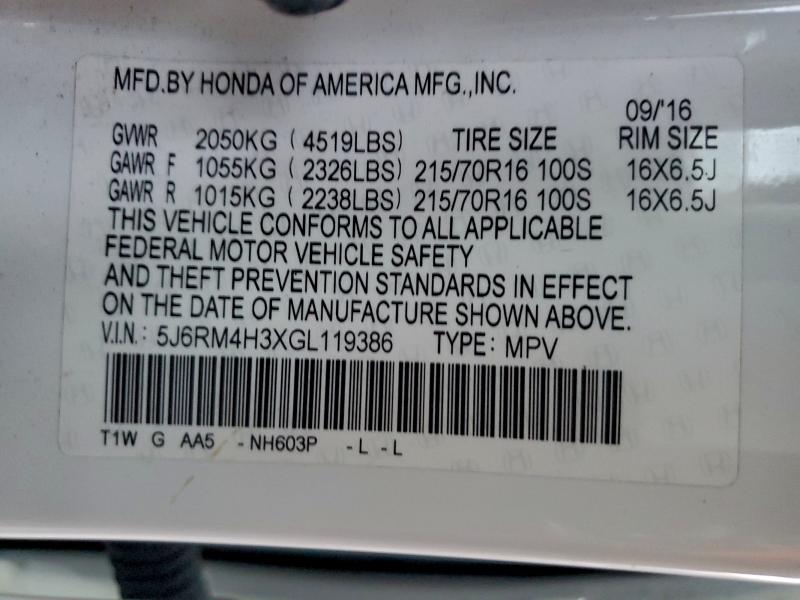 MFD.BY HONDA OF AMERICA MFG.,INC.
09/'16
GVWR 2050KG ( 4519LBS) TIRE SIZE RIM SIZE
GAWR F 1055KG ( 2326LBS) 215/70R16 100S 16X6.5J
GAWR R 1015KG ( 2238LBS) 215/70R16 100S 16X6.5J
THIS VEHICLE CONFORMS TO ALL APPLICABLE
FEDERAL MOTOR VEHICLE SAFETY
AND THEFT PREVENTION STANDARDS IN EFFECT
ON THE DATE OF MANUFACTURE SHOWN ABOVE.
V.I.N.: 5J6RM4H3XGL119386 TYPE: MPV
T1W G AA5 - NH603P - L - L